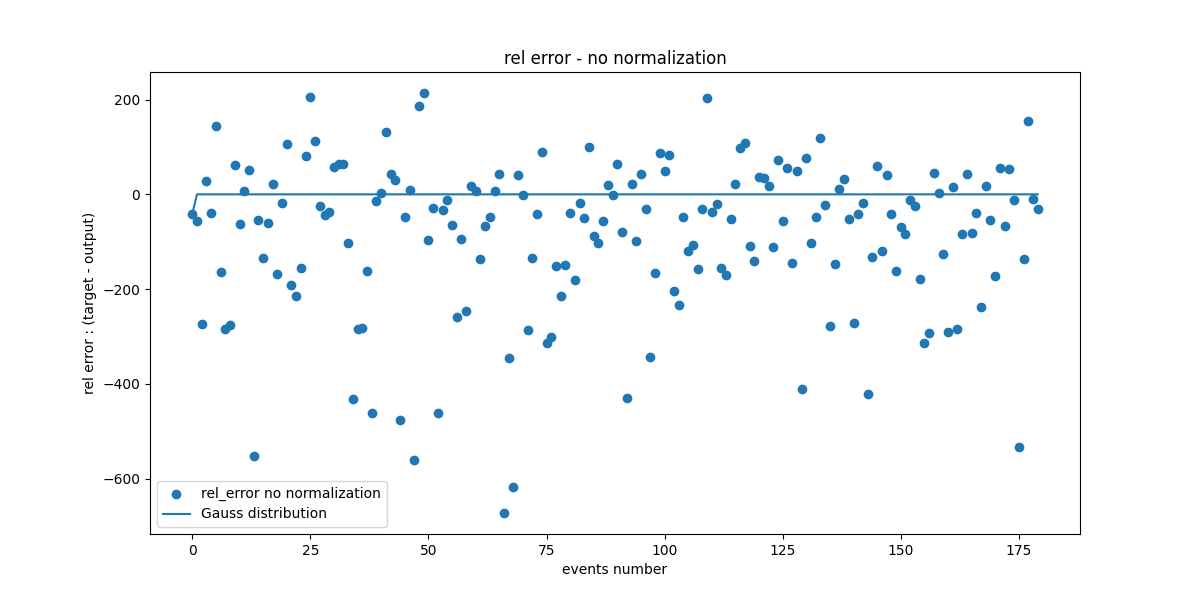 rel error - no normalization
rel error : (target - output)
200
0
−200
−400
−600
rel_error no normalization
Gauss distribution
0 25 50 75 100 125 150 175
events number